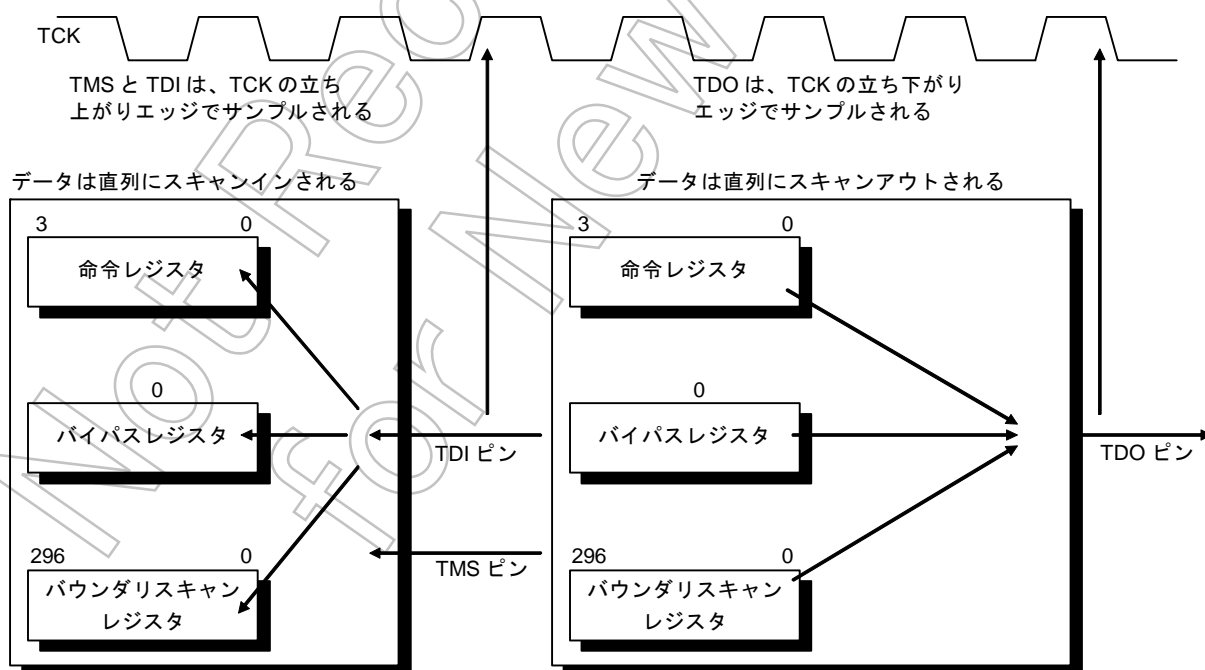 TCK
TMS と TDI は、TCK の立ち
上がりエッジでサンプルされる
TDO は、TCK の立ち下がり
エッジでサンプルされる
データは直列にスキャンインされる
3 0
命令レジスタ
0
バイパスレジスタ
296 0
バウンダリスキャン
レジスタ
TDI ピン
TMS ピン
データは直列にスキャンアウトされる
3 0
命令レジスタ
0
バイパスレジスタ
296 0
バウンダリスキャン
レジスタ
TDO ピン
Not Reco
for New